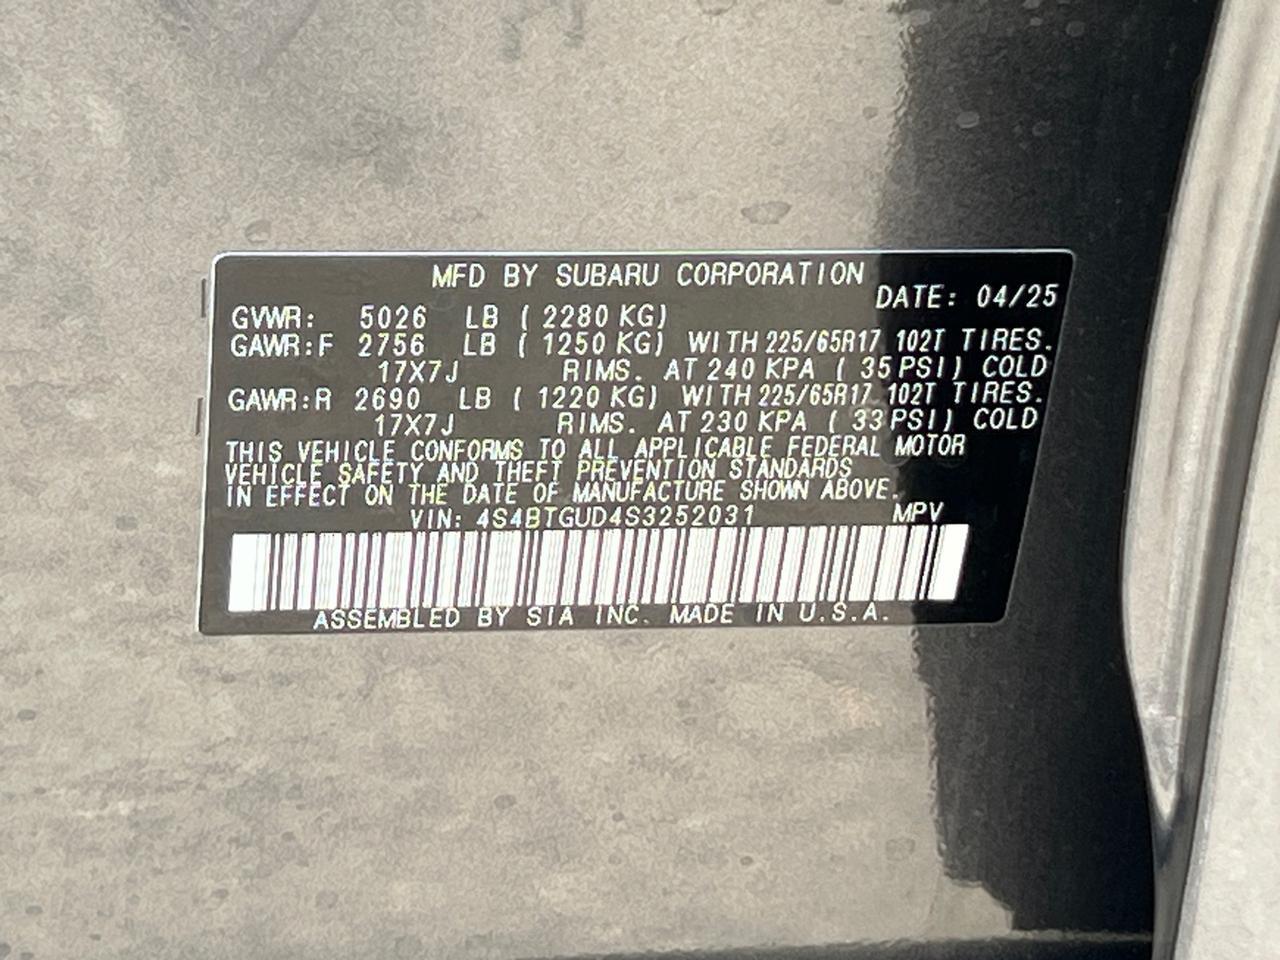 MFD BY SUBARU CORPORATION
DATE: 04/25
GVWR: 5026 LB ( 2280 KG)
GAWR:F 2756 LB ( 1250 KG) WITH 225/65R17 102T TIRES.
17X7J RIMS. AT 240 KPA ( 35 PSI) COLD
GAWR:R 2690 LB ( 1220 KG) WITH 225/65R17 102T TIRES.
17X7J RIMS. AT 230 KPA ( 33 PSI) COLD
THIS VEHICLE CONFORMS TO ALL APPLICABLE FEDERAL MOTOR
VEHICLE SAFETY AND THEFT PREVENTION STANDARDS
IN EFFECT ON THE DATE OF MANUFACTURE SHOWN ABOVE.
VIN: 4S4BTGUD4S3252031 MPV
ASSEMBLED BY SIA INC. MADE IN U.S.A.